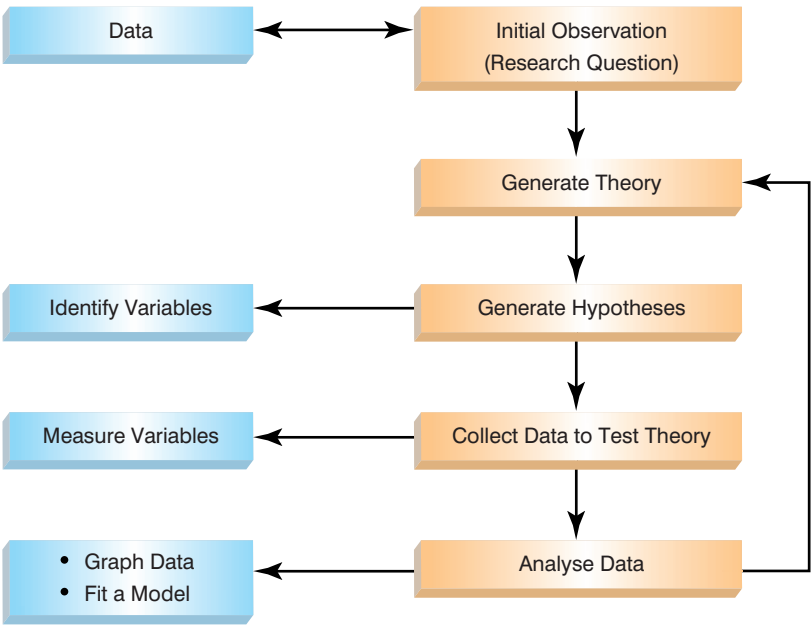 Data
Initial Observation
(Research Question)
Generate Theory
Identify Variables
Generate Hypotheses
Measure Variables
Collect Data to Test Theory
• Graph Data
• Fit a Model
Analyse Data